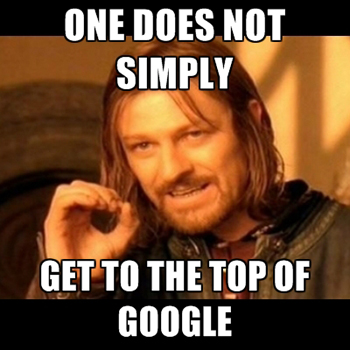 ONE DOES NOT
SIMPLY
GET TO THE TOP OF
GOOGLE